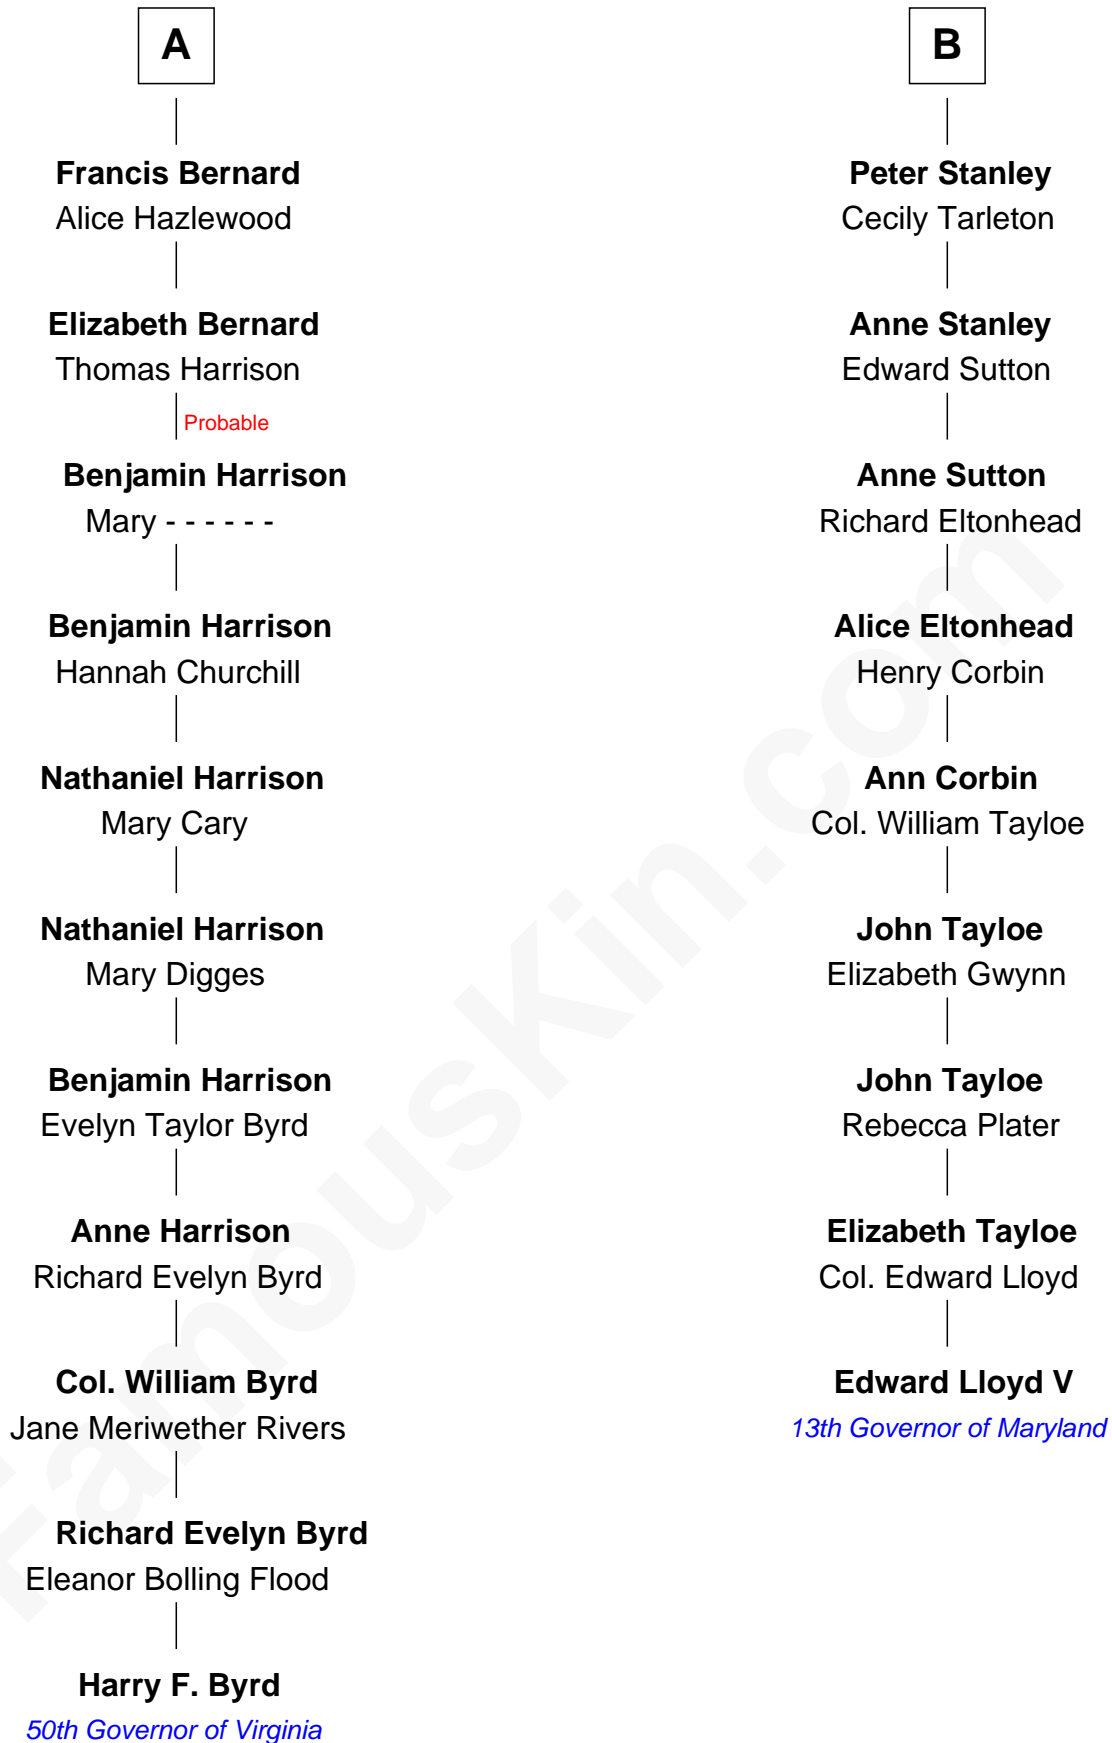 A
Francis Bernard
Alice Hazlewood
Elizabeth Bernard
Thomas Harrison
Probable
Benjamin Harrison
Mary - - - - - -
Benjamin Harrison
Hannah Churchill
Nathaniel Harrison
Mary Cary
Nathaniel Harrison
Mary Digges
Benjamin Harrison
Evelyn Taylor Byrd
Anne Harrison
Richard Evelyn Byrd
Col. William Byrd
Jane Meriwether Rivers
Richard Evelyn Byrd
Eleanor Bolling Flood
Harry F. Byrd
50th Governor of Virginia
B
Peter Stanley
Cecily Tarleton
Anne Stanley
Edward Sutton
Anne Sutton
Richard Eltonhead
Alice Eltonhead
Henry Corbin
Ann Corbin
Col. William Tayloe
John Tayloe
Elizabeth Gwynn
John Tayloe
Rebecca Plater
Elizabeth Tayloe
Col. Edward Lloyd
Edward Lloyd V
13th Governor of Maryland
FamousKin.com